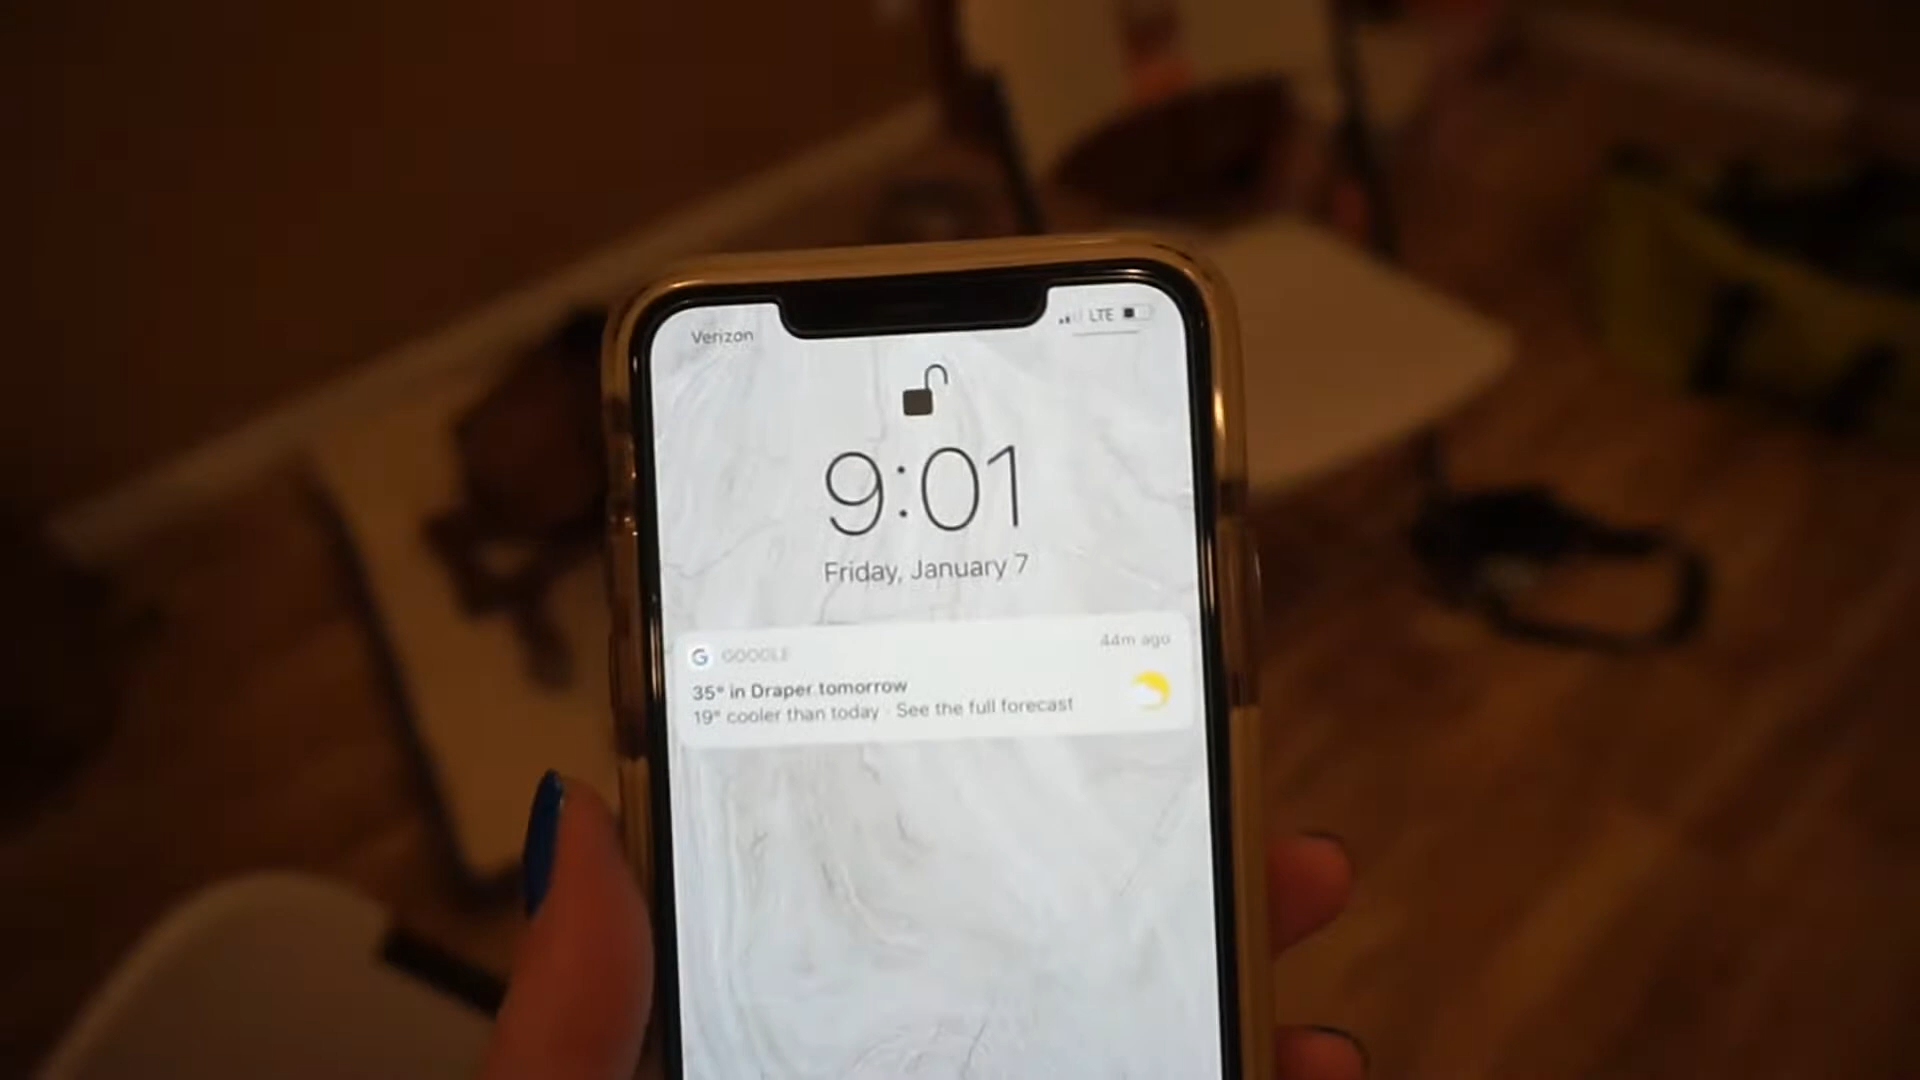 Verizon
LTE
9:01
Friday, January 7
G GOOGLE
44m ago
35° in Draper tomorrow
19° cooler than today · See the full forecast